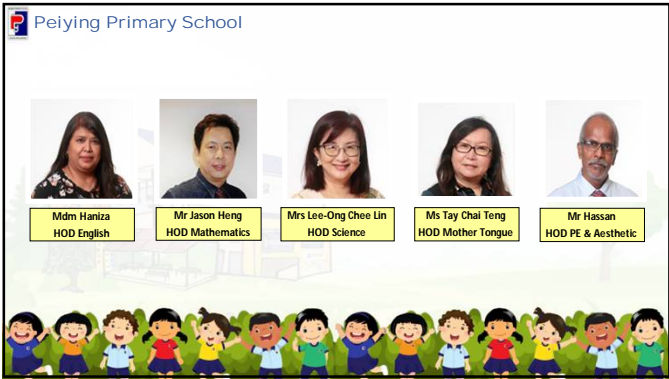 Peiying Primary School
Mdm Haniza
HOD English
Mr Jason Heng
HOD Mathematics
Mrs Lee-Ong Chee Lin
HOD Science
Ms Tay Chai Teng
HOD Mother Tongue
Mr Hassan
HOD PE & Aesthetic